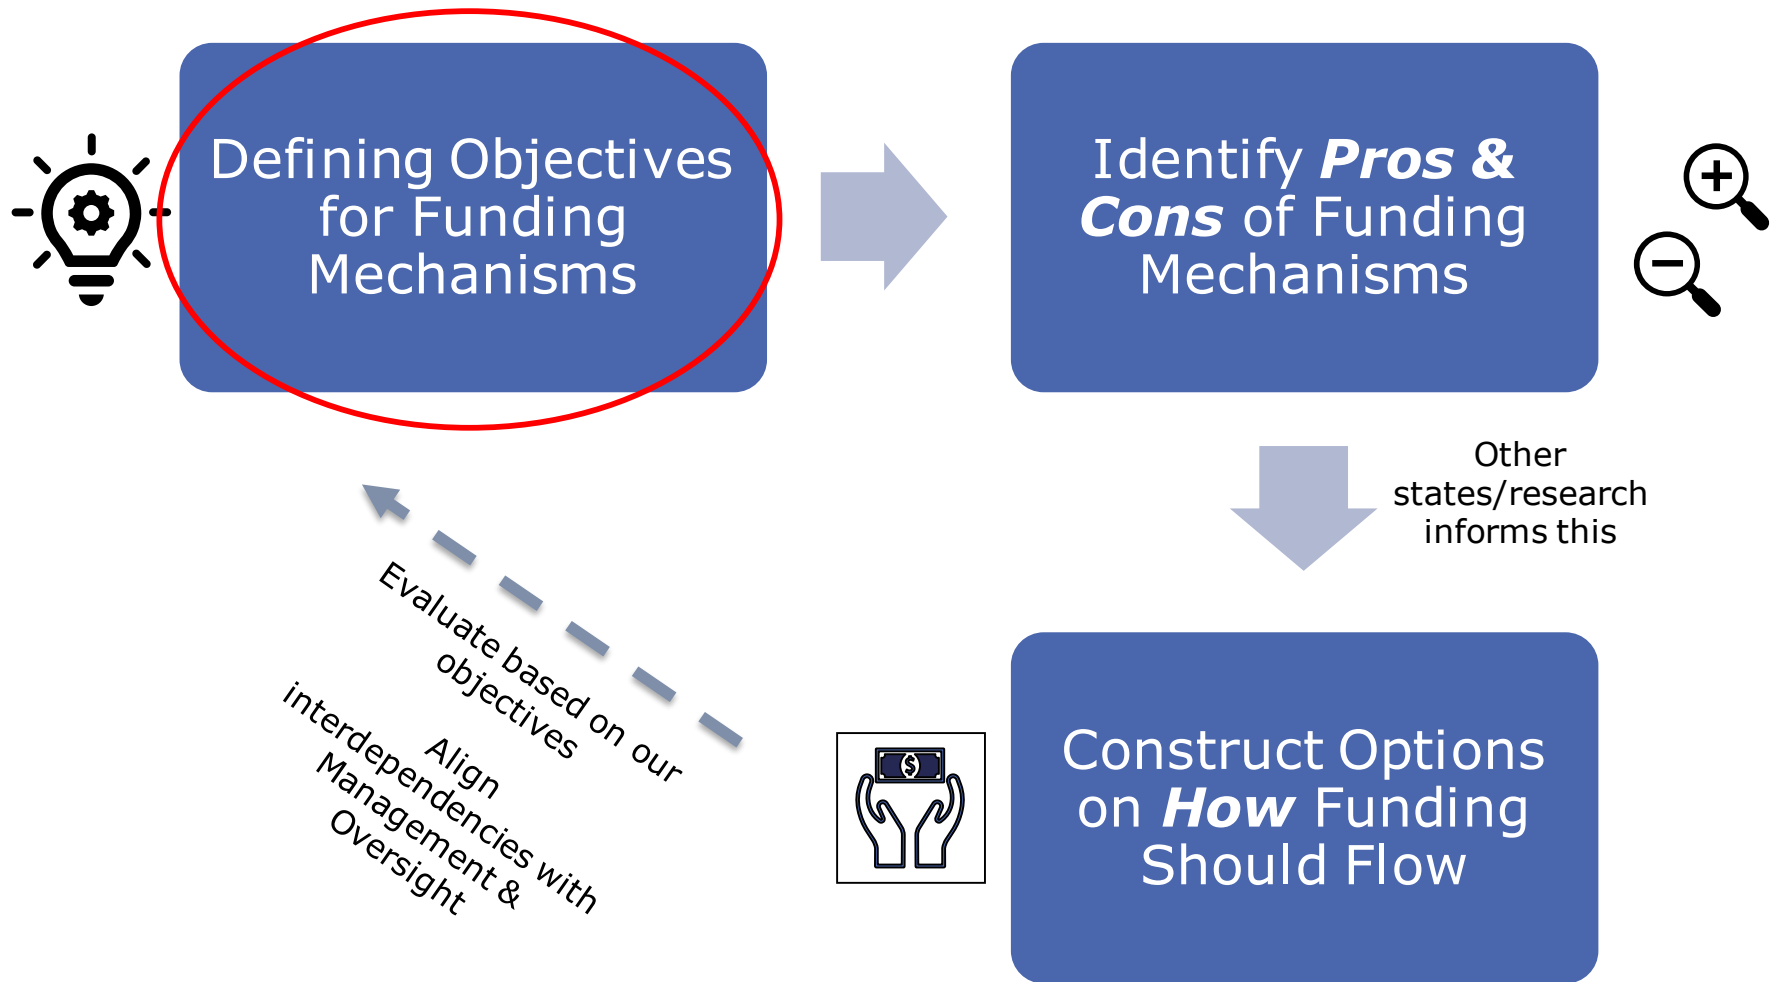 Defining Objectives
for Funding
Mechanisms
Identify Pros &
Cons of Funding
Mechanisms
Other
states/research
informs this
Evaluate based on our
objectives
Align
interdependencies with
Management &
Oversight
$
Construct Options
on How Funding
Should Flow